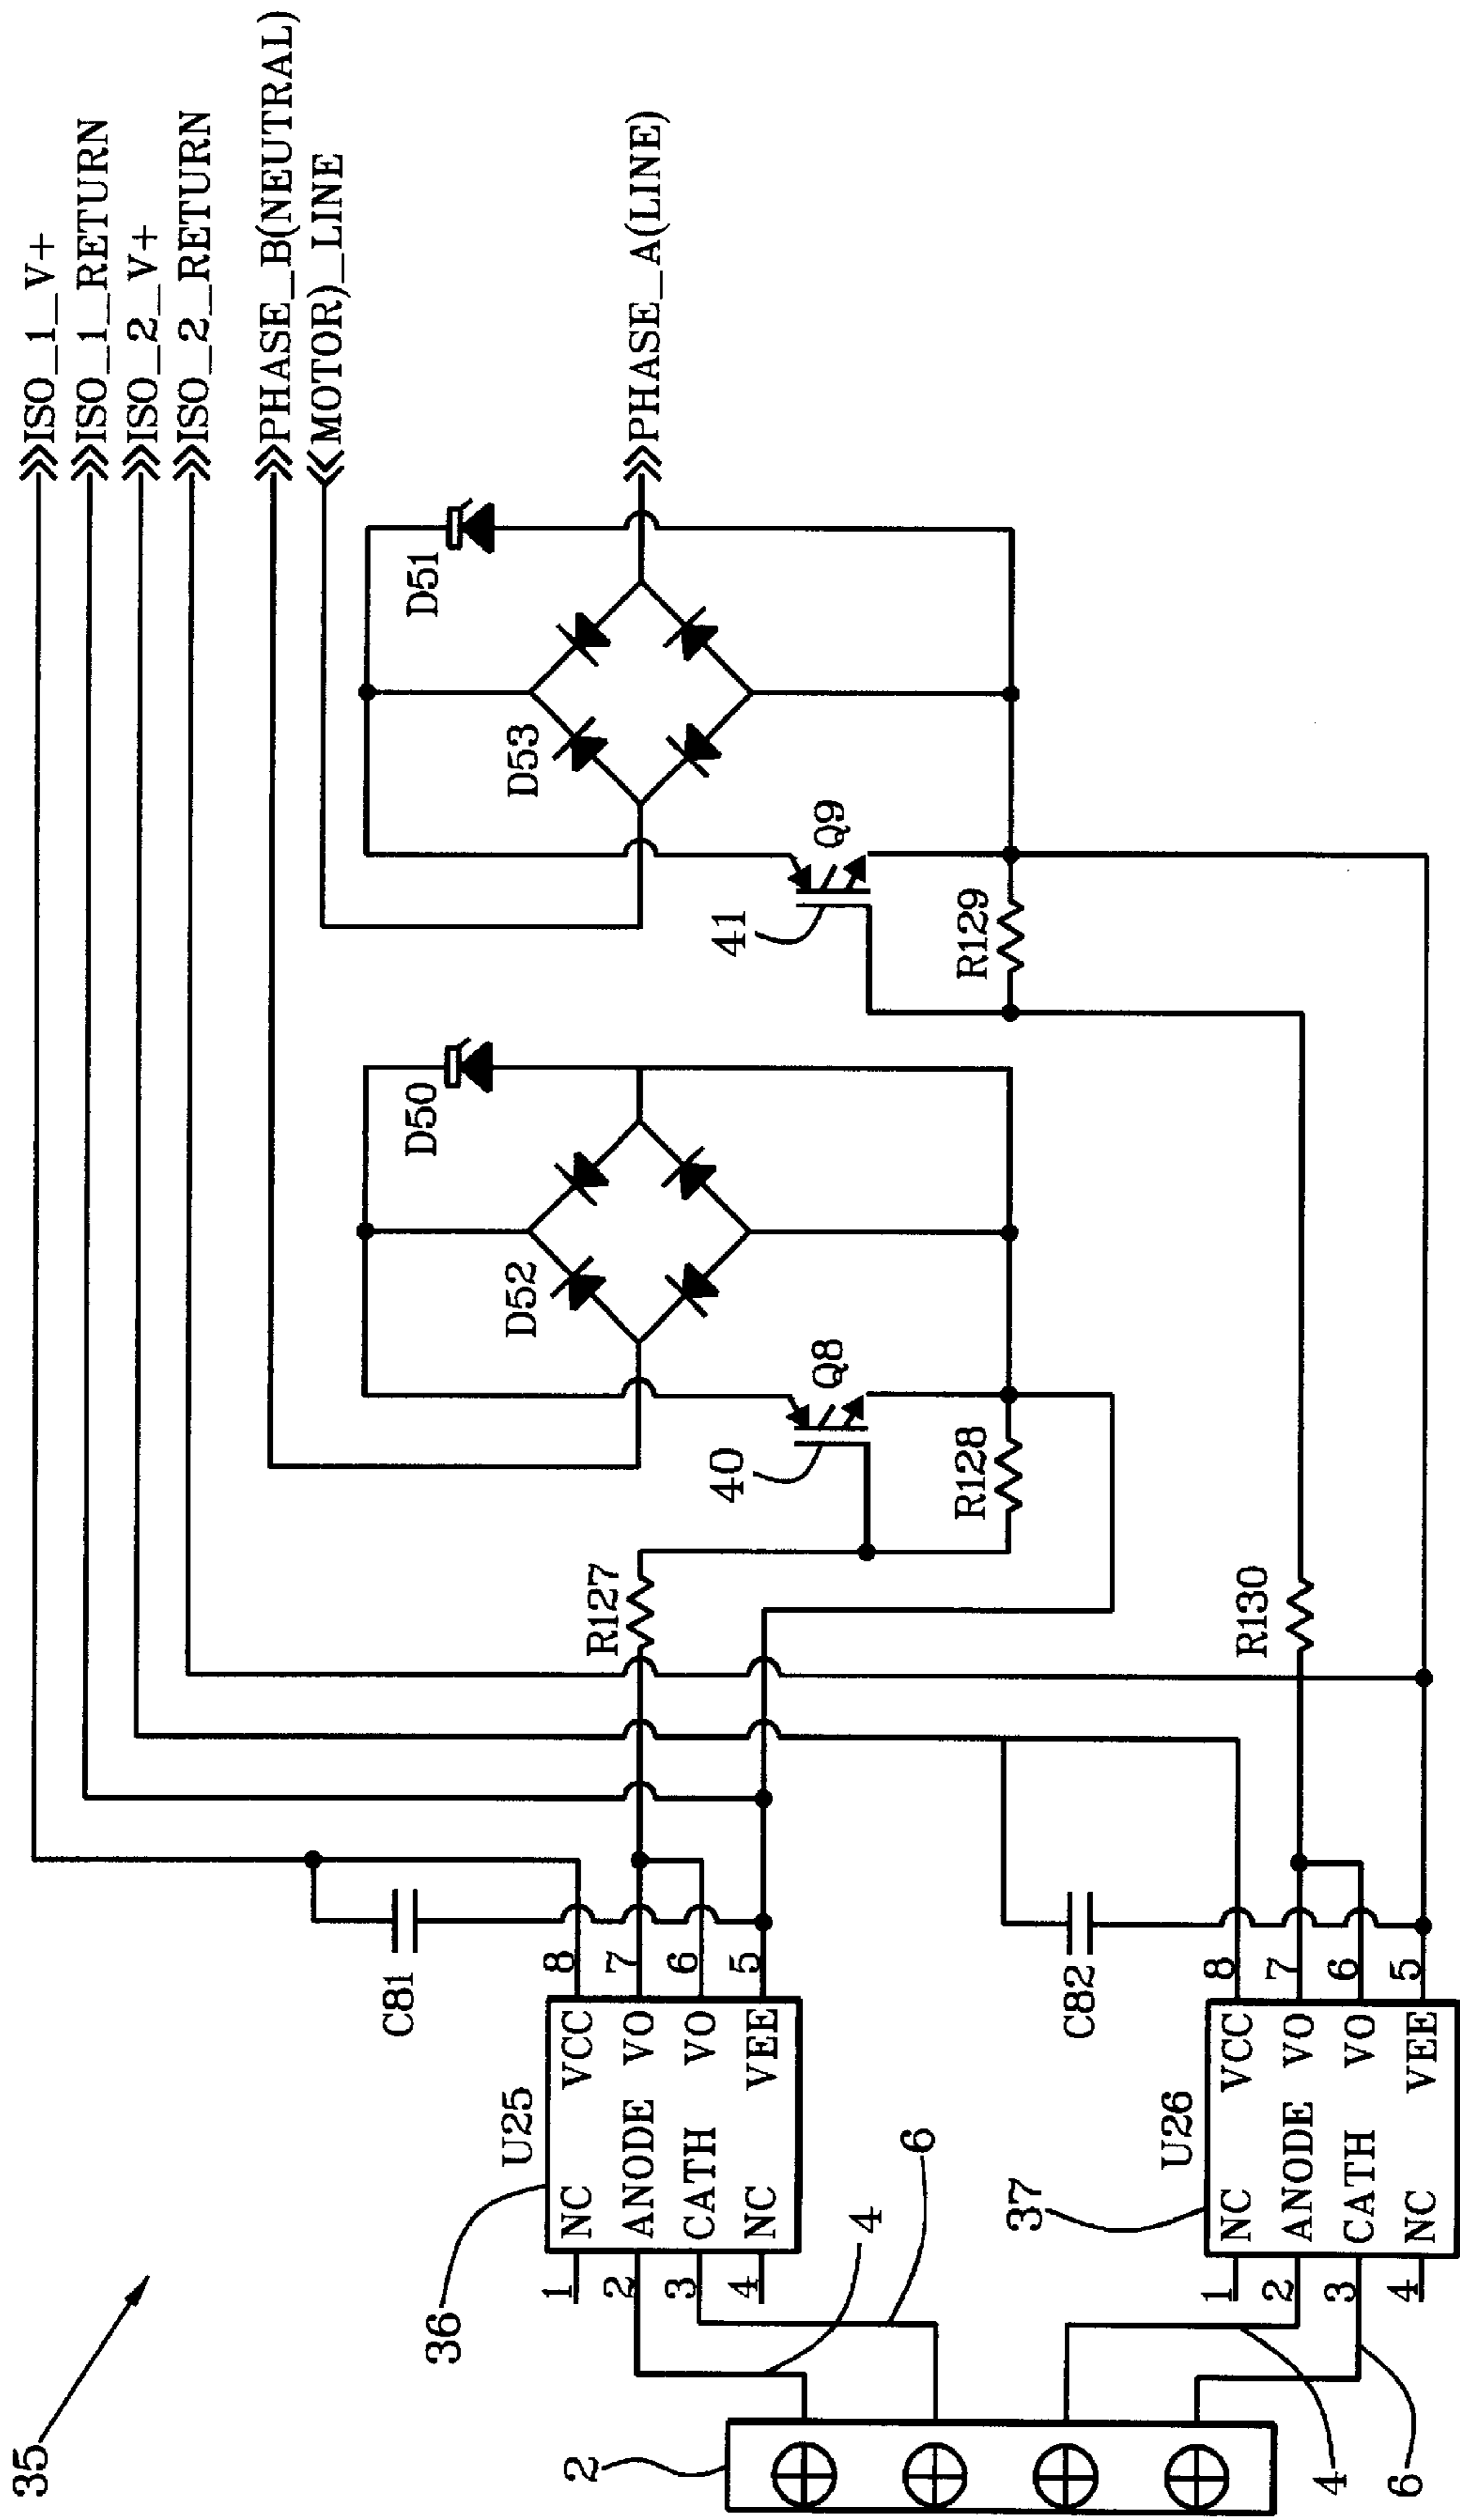 ISO_1_V+
ISO_1_RETURN
ISO_2_V+
ISO_2_RETURN
PHASE_B(NEUTRAL)
MOTOR)_LINE
PHASE_A(LINE)
D51
D53
Q9
41
R129
D50
D52
Q8
40
R128
R127
R130
C81
8
7
6
5
U25
VCC
VO
VO
VEE
NC
ANODE
CATH
NC
36
1
2
3
4
4
6
C82
8
7
6
5
U26
VCC
VO
VO
VEE
NC
ANODE
CATH
NC
37
1
2
3
4
4
6
2
35